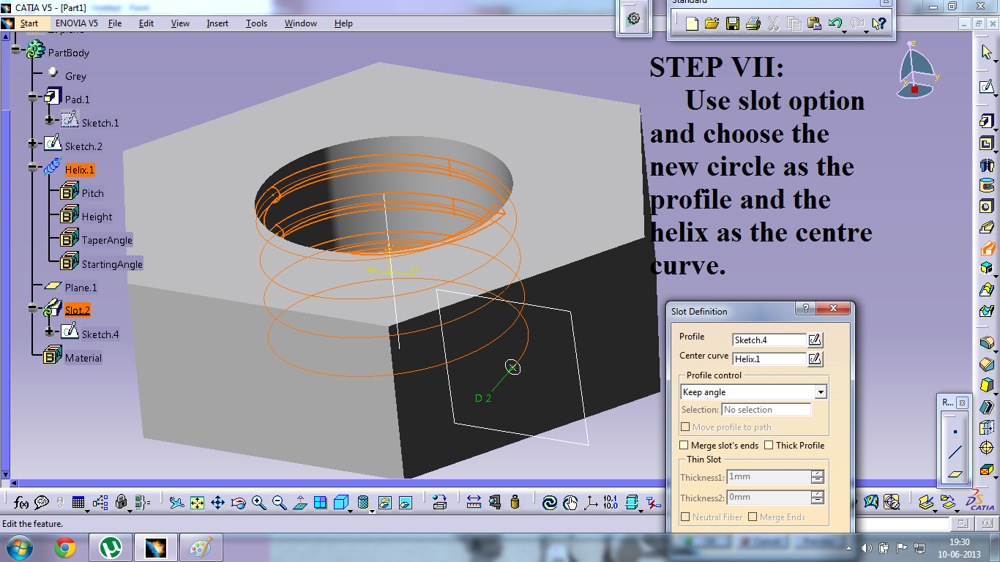 CATIA V5 - [Part1]
Standard
Start ENOVIA V5 File Edit View Insert Tools Window Help
PartBody
Grey
Pad.1
Sketch.1
Sketch.2
Helix.1
Pitch
Height
TaperAngle
StartingAngle
Plane.1
Slot.2
Sketch.4
Material
z
y
x
STEP VII:
Use slot option
and choose the
new circle as the
profile and the
helix as the centre
curve.
D 2
Slot Definition
Profile Sketch.4
Center curve Helix.1
Profile control
Keep angle
Selection: No selection
Move profile to path
Merge slot's ends Thick Profile
Thin Slot
Thickness1: 1mm
Thickness2: 0mm
Neutral Fiber Merge Ends
R...
f(x)
10,1
10.0
CATIA
Edit the feature.
19:30
10-06-2013